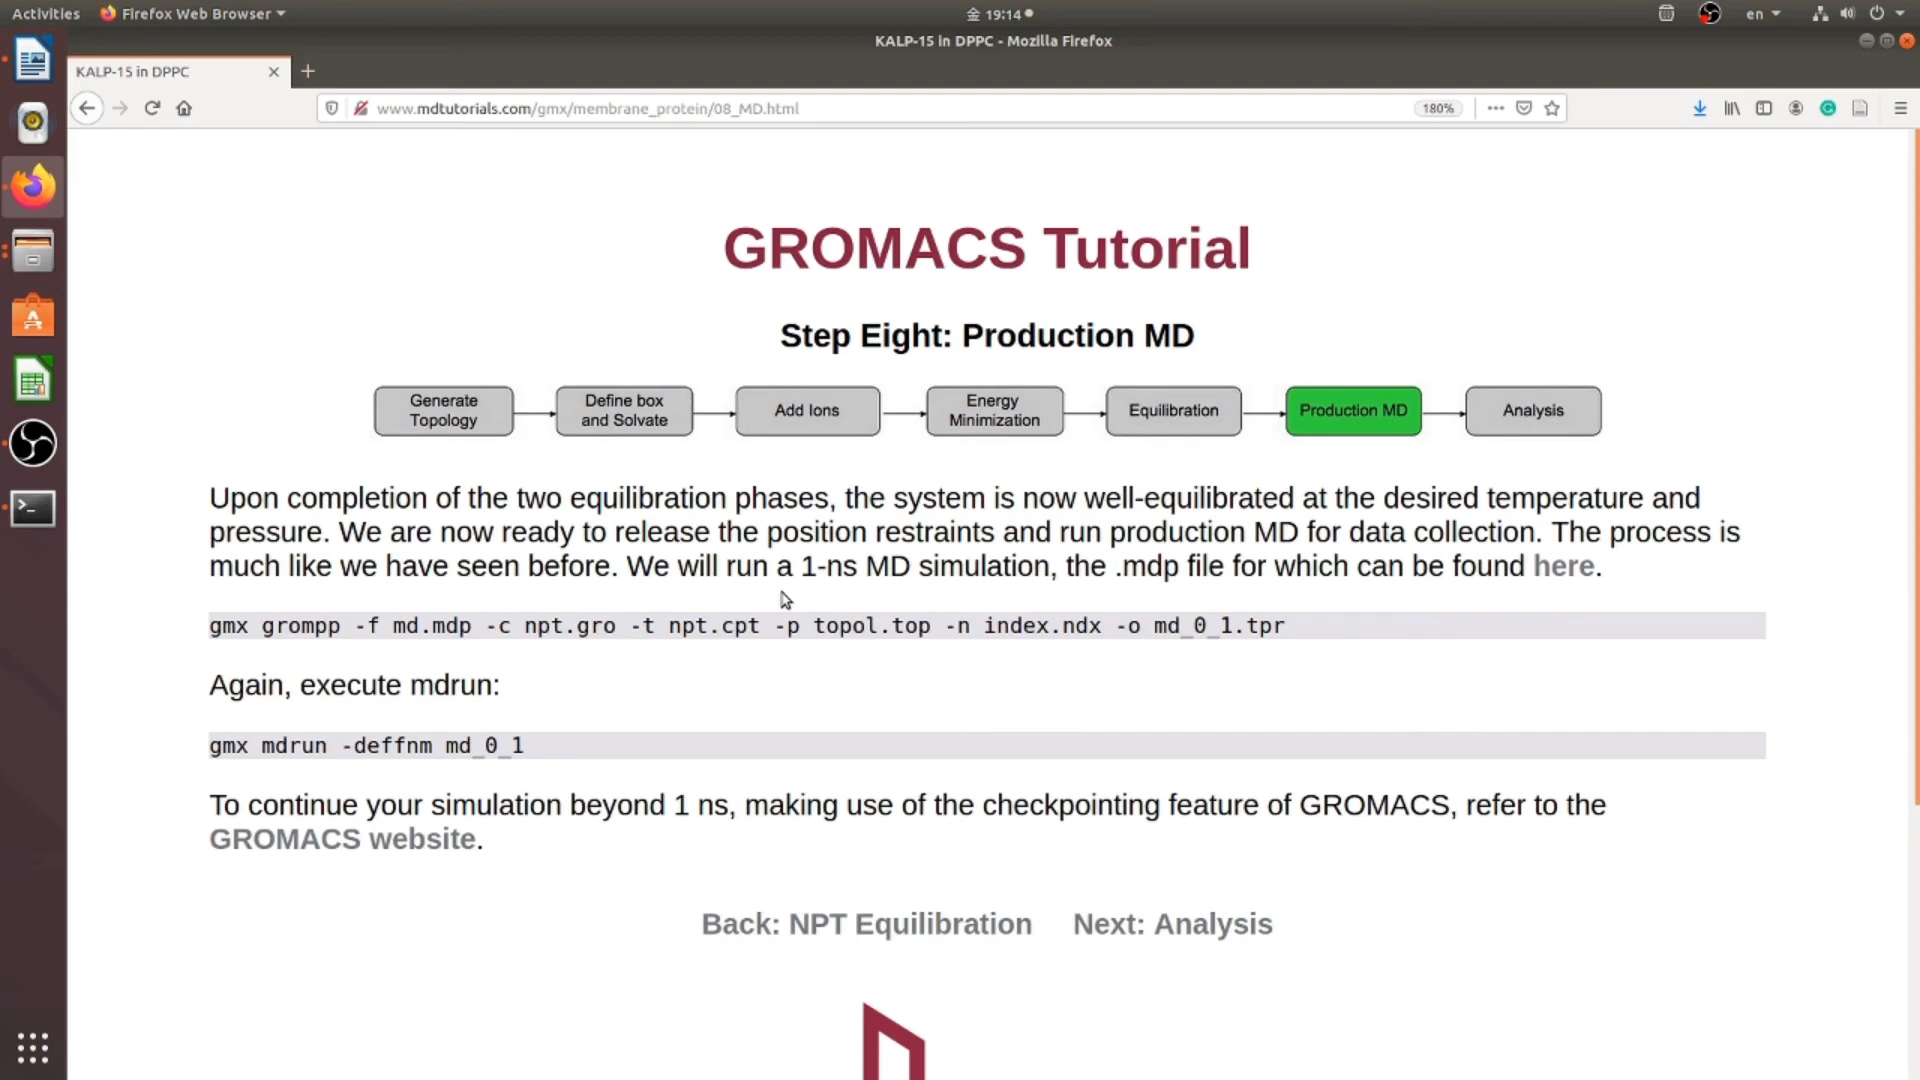 Activities Firefox Web Browser 金 19:14 en
KALP-15 in DPPC - Mozilla Firefox
KALP-15 in DPPC
www.mdtutorials.com/gmx/membrane_protein/08_MD.html 180%
GROMACS Tutorial
Step Eight: Production MD
Generate
Topology
Define box
and Solvate
Add Ions
Energy
Minimization
Equilibration
Production MD
Analysis
Upon completion of the two equilibration phases, the system is now well-equilibrated at the desired temperature and
pressure. We are now ready to release the position restraints and run production MD for data collection. The process is
much like we have seen before. We will run a 1-ns MD simulation, the .mdp file for which can be found here.
gmx grompp -f md.mdp -c npt.gro -t npt.cpt -p topol.top -n index.ndx -o md_0_1.tpr
Again, execute mdrun:
gmx mdrun -deffnm md_0_1
To continue your simulation beyond 1 ns, making use of the checkpointing feature of GROMACS, refer to the
GROMACS website.
Back: NPT Equilibration Next: Analysis